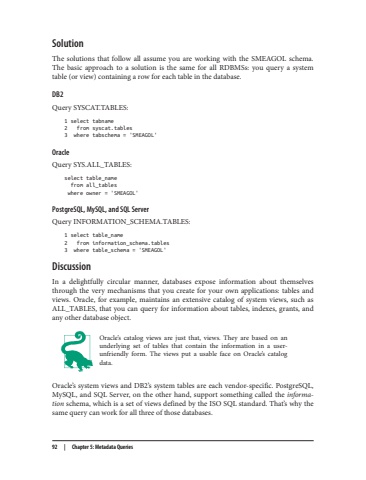 Solution
The solutions that follow all assume you are working with the SMEAGOL schema.
The basic approach to a solution is the same for all RDBMSs: you query a system
table (or view) containing a row for each table in the database.
DB2
Query SYSCAT.TABLES:
1 select tabname
2   from syscat.tables
3  where tabschema = 'SMEAGOL'
Oracle
Query SYS.ALL_TABLES:
select table_name
  from all_tables
 where owner = 'SMEAGOL'
PostgreSQL, MySQL, and SQL Server
Query INFORMATION_SCHEMA.TABLES:
1 select table_name
2   from information_schema.tables
3  where table_schema = 'SMEAGOL'
Discussion
In a delightfully circular manner, databases expose information about themselves
through the very mechanisms that you create for your own applications: tables and
views. Oracle, for example, maintains an extensive catalog of system views, such as
ALL_TABLES, that you can query for information about tables, indexes, grants, and
any other database object.
Oracle's catalog views are just that, views. They are based on an
underlying set of tables that contain the information in a user-
unfriendly form. The views put a usable face on Oracle's catalog
data.
Oracle's system views and DB2's system tables are each vendor-specific. PostgreSQL,
MySQL, and SQL Server, on the other hand, support something called the informa-
tion schema, which is a set of views defined by the ISO SQL standard. That's why the
same query can work for all three of those databases.
92 | Chapter 5: Metadata Queries